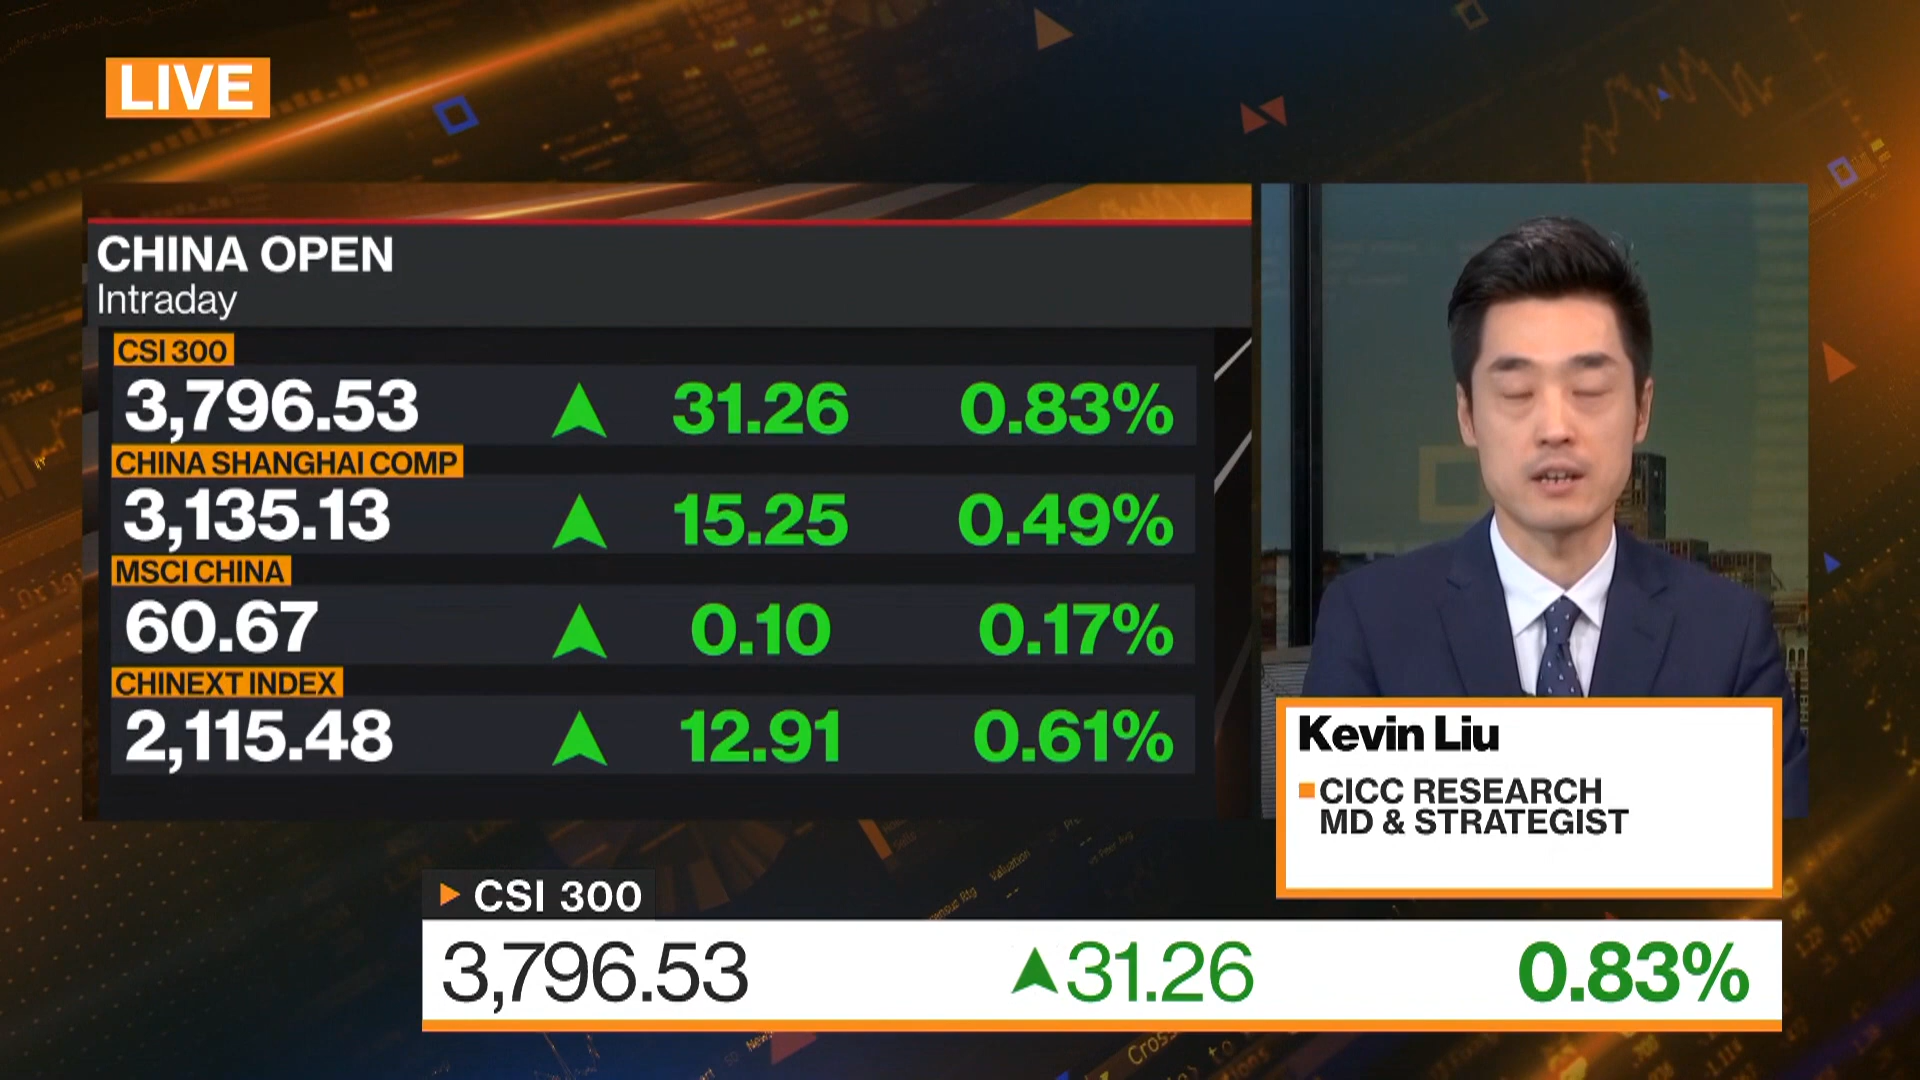 LIVE
CHINA OPEN
Intraday
CSI 300
3,796.53 ▲ 31.26 0.83%
CHINA SHANGHAI COMP
3,135.13 ▲ 15.25 0.49%
MSCI CHINA
60.67 ▲ 0.10 0.17%
CHINEXT INDEX
2,115.48 ▲ 12.91 0.61%
Kevin Liu
CICC RESEARCH
MD & STRATEGIST
Valuation
CSI 300
3,796.53 ▲31.26 0.83%